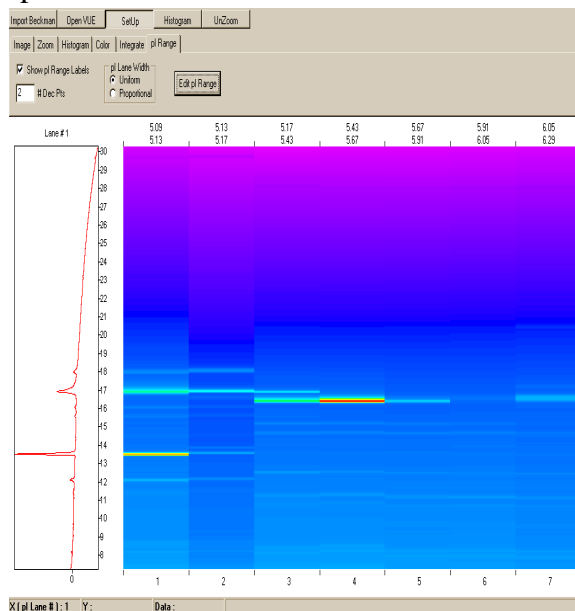 Import Beckman Open VUE SetUp Histogram UnZoom
Image Zoom Histogram Color Integrate pI Range
Show pI Range Labels
2 # Dec Pts
pI Lane Width
Uniform
Proportional
Edit pI Range
Lane # 1
5.09 5.13 5.17 5.43 5.67 5.91 6.05
5.13 5.17 5.43 5.67 5.91 6.05 6.29
30
29
28
27
26
25
24
23
22
21
20
19
18
17
16
15
14
13
12
11
10
9
8
0 1 2 3 4 5 6 7
X ( pI Lane # ) : 1 Y : Data :